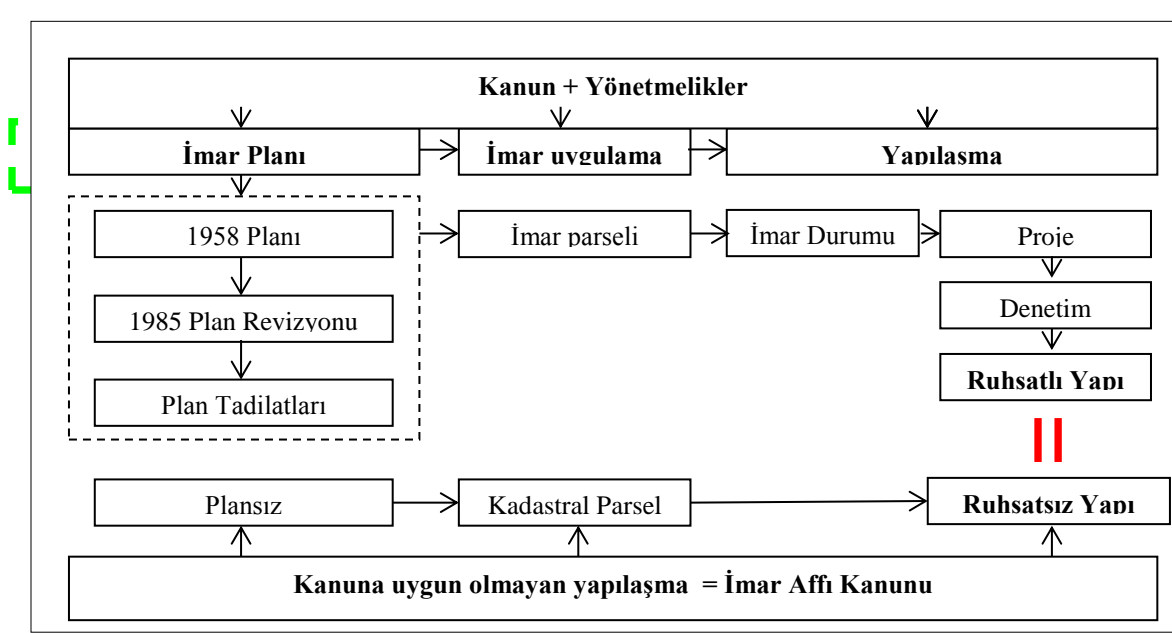 Kanun + Yönetmelikler
İmar Planı
İmar uygulama
Yapılaşma
1958 Planı
İmar parseli
İmar Durumu
Proje
1985 Plan Revizyonu
Denetim
Plan Tadilatları
Ruhsatlı Yapı
Plansız
Kadastral Parsel
Ruhsatsız Yapı
Kanuna uygun olmayan yapılaşma = İmar Affı Kanunu